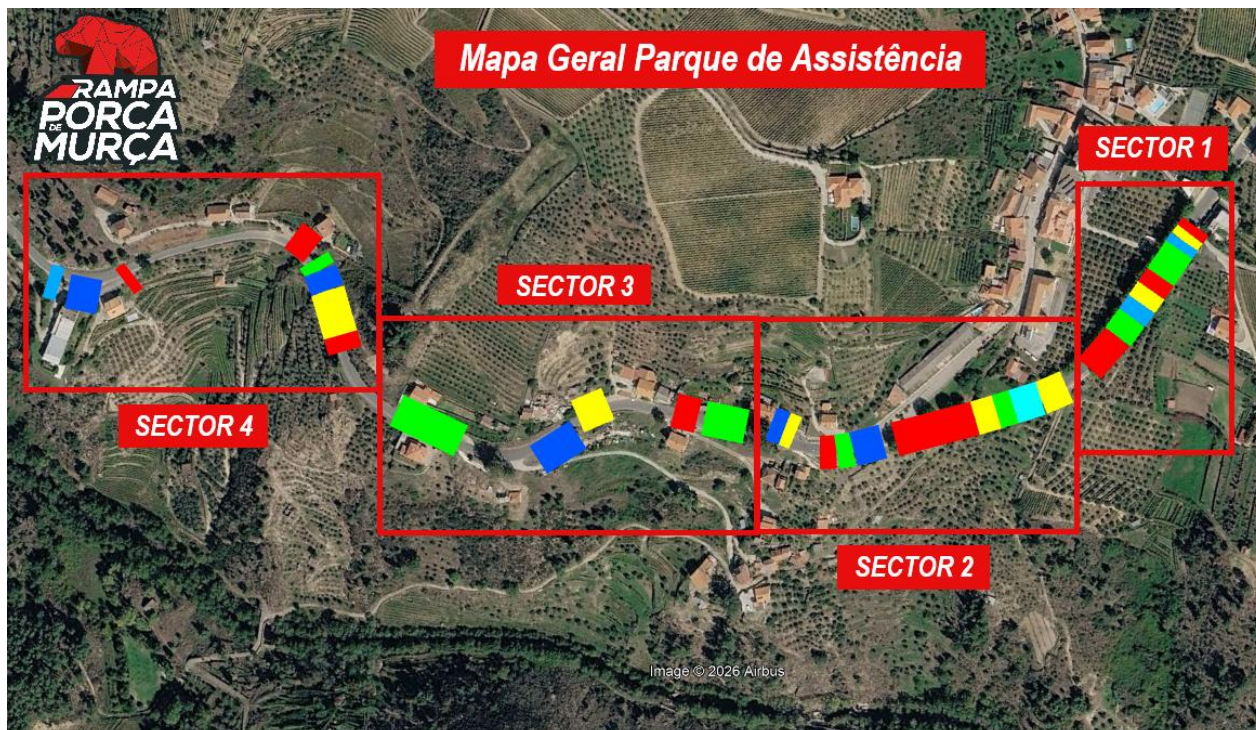 Mapa Geral Parque de Assistência
RAMPA
PORCA
DE
MURÇA
SECTOR 1
SECTOR 3
SECTOR 4
SECTOR 2
Image © 2026 Airbus